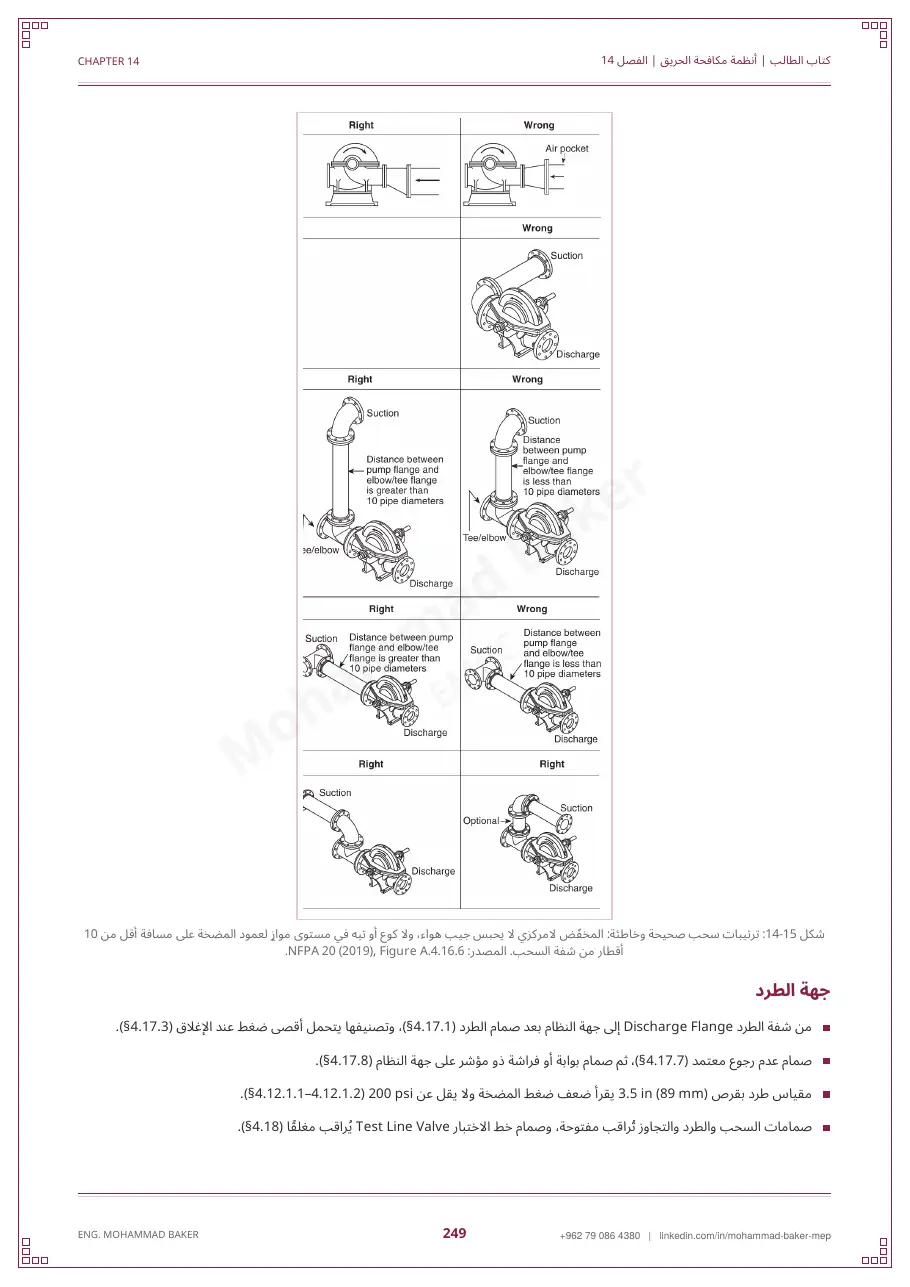 CHAPTER 14
كتاب الطالب | أنظمة مكافحة الحريق | الفصل 14
Right
Wrong
Air pocket
Wrong
Suction
Discharge
Right
Wrong
Suction
Distance between
pump flange and
elbow/tee flange
is greater than
10 pipe diameters
ee/elbow
Discharge
Suction
Distance
between pump
flange and
elbow/tee flange
is less than
10 pipe diameters
Tee/elbow
Discharge
Right
Wrong
Suction
Distance between pump
flange and elbow/tee
flange is greater than
10 pipe diameters
Discharge
Suction
Distance between
pump flange
and elbow/tee
flange is less than
10 pipe diameters
Discharge
Right
Right
Suction
Discharge
Optional
Suction
Discharge
Mohammad Baker
شكل 15-14: ترتيبات سحب صحيحة وخاطئة: المخفّض لامركزي لا يحبس جيب هواء، ولا كوع أو تيه في مستوى موازٍ لعمود المضخة على مسافة أقل من 10
أقطار من شفة السحب. المصدر: NFPA 20 (2019), Figure A.4.16.6.
جهة الطرد
من شفة الطرد Discharge Flange إلى جهة النظام بعد صمام الطرد (§4.17.1)، وتصنيفها يتحمل أقصى ضغط عند الإغلاق (§4.17.3).
صمام عدم رجوع معتمد (§4.17.7)، ثم صمام بوابة أو فراشة ذو مؤشر على جهة النظام (§4.17.8).
مقياس طرد بقرص 3.5 in (89 mm) يقرأ ضعف ضغط المضخة ولا يقل عن 200 psi (§4.12.1.1–4.12.1.2).
صمامات السحب والطرد والتجاوز تُراقب مفتوحة، وصمام خط الاختبار Test Line Valve يُراقب مغلقًا (§4.18).
ENG. MOHAMMAD BAKER
249
+962 79 086 4380 | linkedin.com/in/mohammad-baker-mep